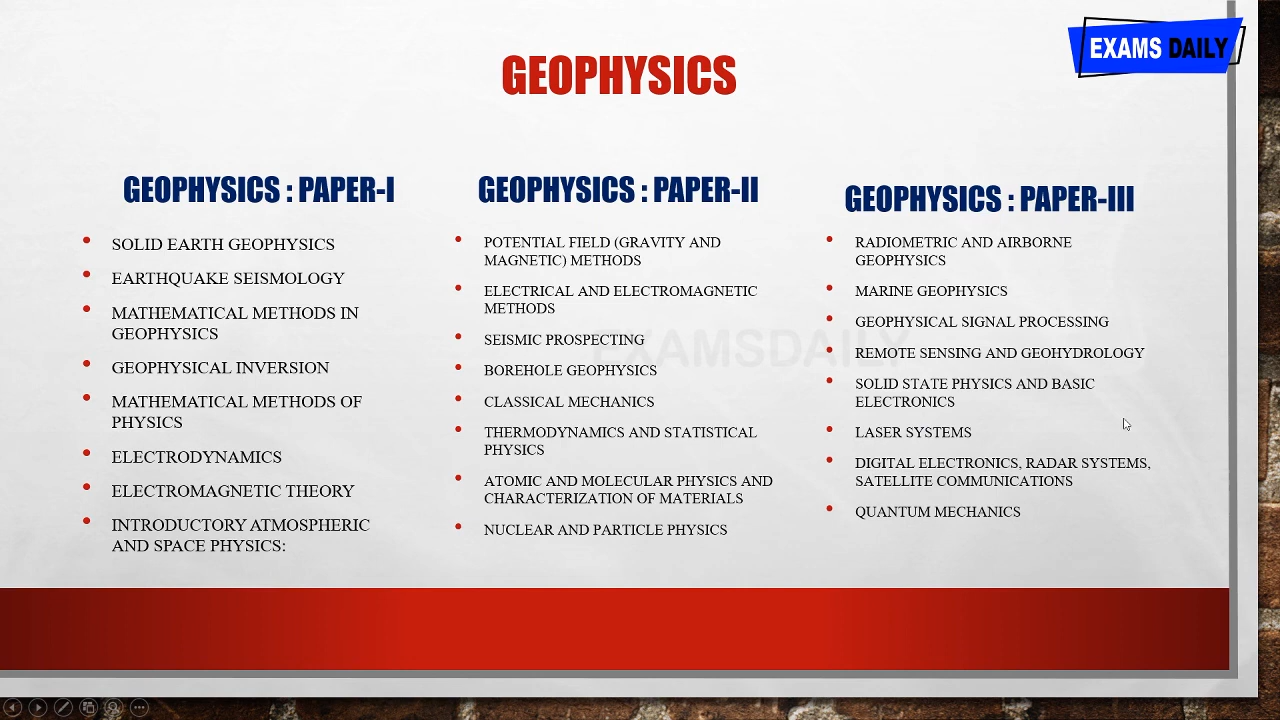 EXAMS DAILY
GEOPHYSICS
GEOPHYSICS : PAPER-I
SOLID EARTH GEOPHYSICS
EARTHQUAKE SEISMOLOGY
MATHEMATICAL METHODS IN
GEOPHYSICS
GEOPHYSICAL INVERSION
MATHEMATICAL METHODS OF
PHYSICS
ELECTRODYNAMICS
ELECTROMAGNETIC THEORY
INTRODUCTORY ATMOSPHERIC
AND SPACE PHYSICS:
GEOPHYSICS : PAPER-II
POTENTIAL FIELD (GRAVITY AND
MAGNETIC) METHODS
ELECTRICAL AND ELECTROMAGNETIC
METHODS
SEISMIC PROSPECTING
BOREHOLE GEOPHYSICS
CLASSICAL MECHANICS
THERMODYNAMICS AND STATISTICAL
PHYSICS
ATOMIC AND MOLECULAR PHYSICS AND
CHARACTERIZATION OF MATERIALS
NUCLEAR AND PARTICLE PHYSICS
GEOPHYSICS : PAPER-III
RADIOMETRIC AND AIRBORNE
GEOPHYSICS
MARINE GEOPHYSICS
GEOPHYSICAL SIGNAL PROCESSING
REMOTE SENSING AND GEOHYDROLOGY
SOLID STATE PHYSICS AND BASIC
ELECTRONICS
LASER SYSTEMS
DIGITAL ELECTRONICS, RADAR SYSTEMS,
SATELLITE COMMUNICATIONS
QUANTUM MECHANICS
EXAMSDAILY